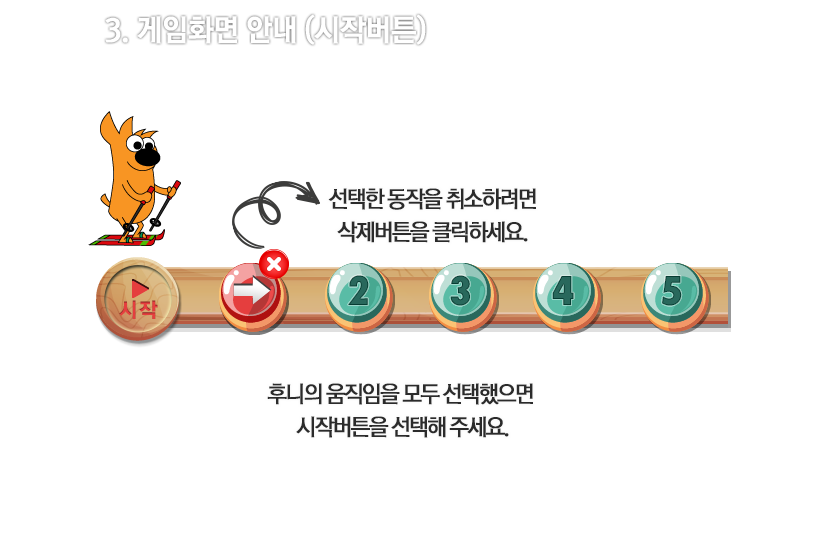 3. 게임화면 안내 (시작버튼)
선택한 동작을 취소하려면
삭제버튼을 클릭하세요.
시작
2
3
4
5
후니의 움직임을 모두 선택했으면
시작버튼을 선택해 주세요.